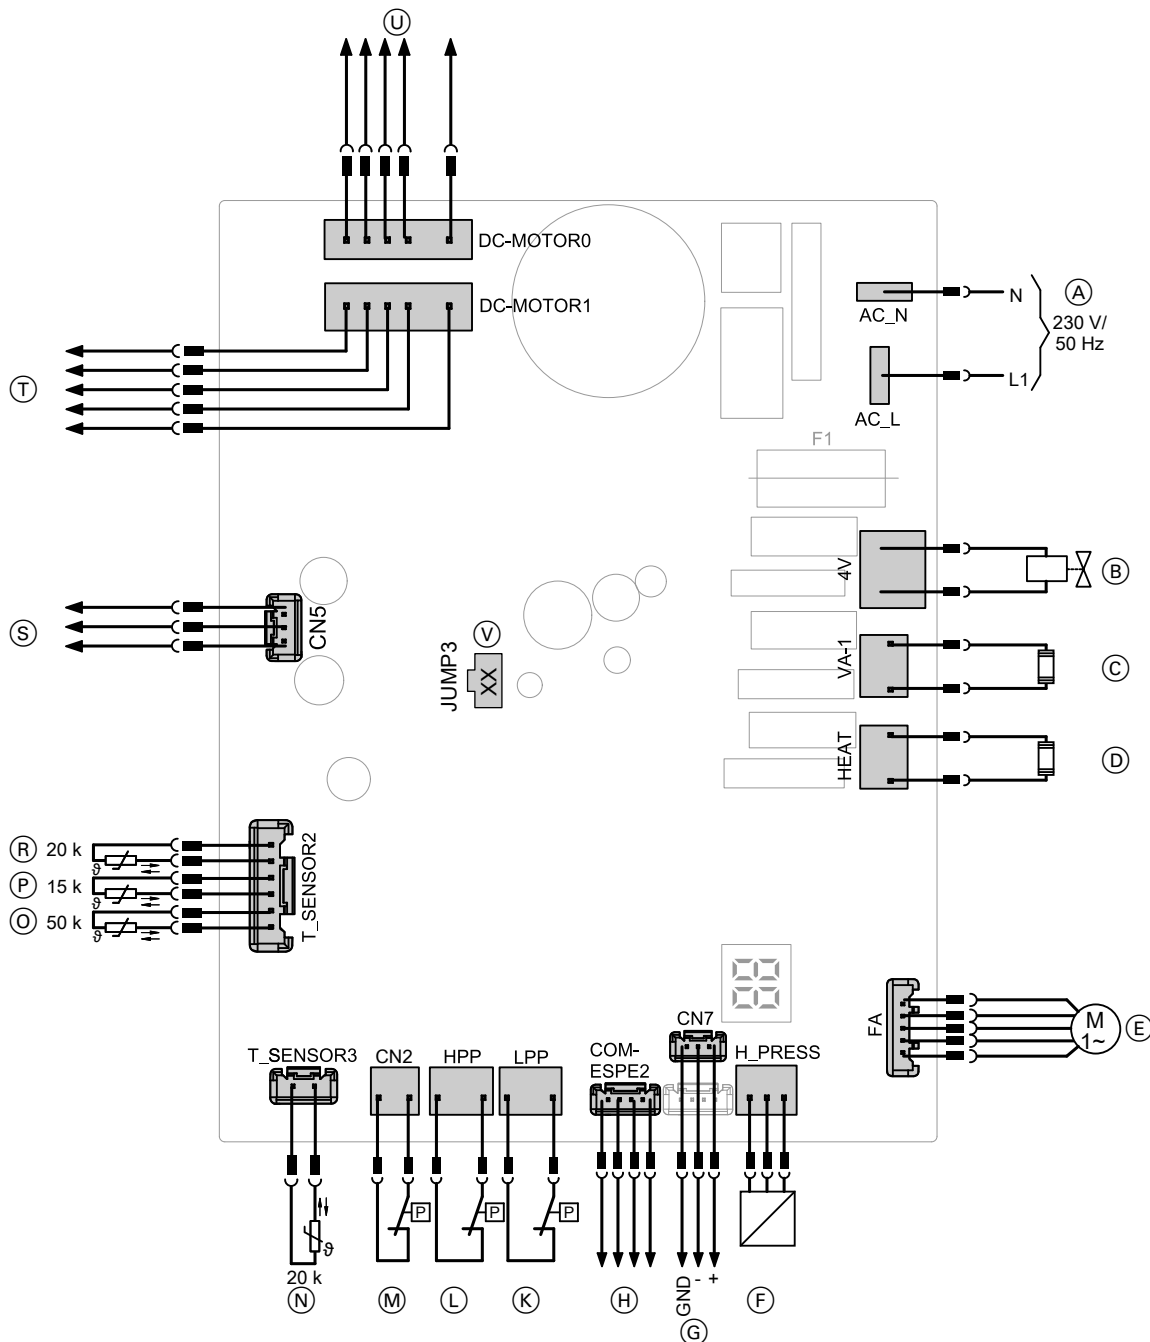 U
DC-MOTOR0
DC-MOTOR1
T
AC_N
N
A
230 V/
50 Hz
AC_L
L1
F1
4V
B
S
CN5
JUMP3
V
XX
VA-1
C
HEAT
D
R 20 k
ϑ
P 15 k
ϑ
O 50 k
ϑ
T_SENSOR2
FA
M
1~
E
T_SENSOR3
CN2
HPP
LPP
COM-
ESPE2
CN7
H_PRESS
P
P
P
ϑ
20 k
GND
-
+
N
M
L
K
H
G
F